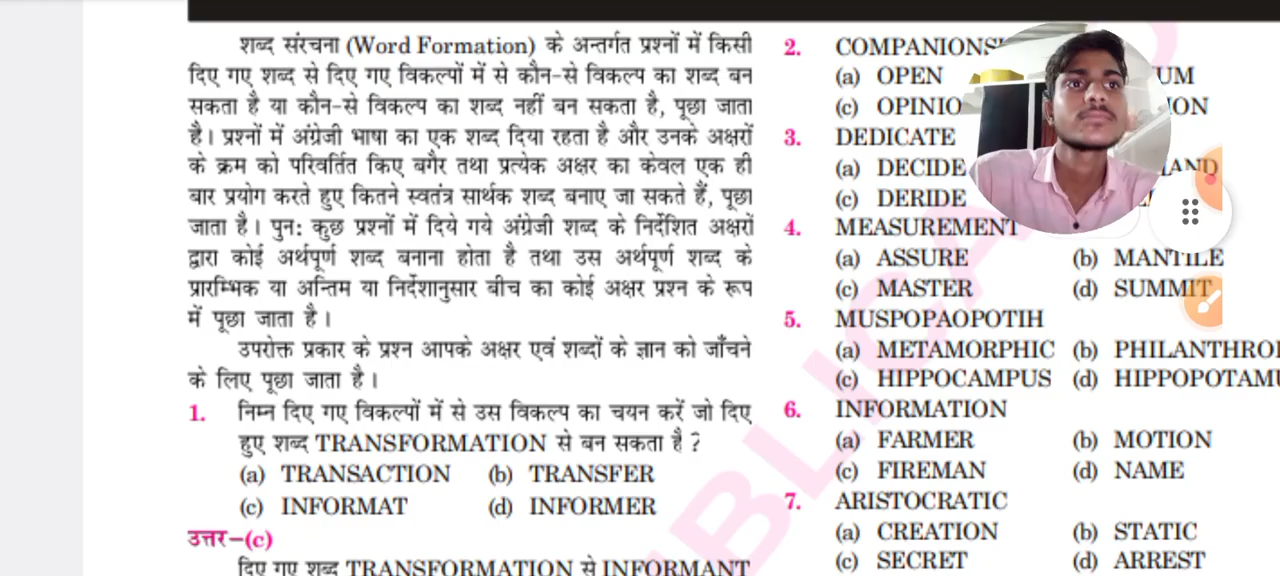 शब्द संरचना (Word Formation) के अन्तर्गत प्रश्नों में किसी
दिए गए शब्द से दिए गए विकल्पों में से कौन-से विकल्प का शब्द बन
सकता है या कौन-से विकल्प का शब्द नहीं बन सकता है, पूछा जाता
है। प्रश्नों में अंग्रेजी भाषा का एक शब्द दिया रहता है और उनके अक्षरों
के क्रम को परिवर्तित किए बगैर तथा प्रत्येक अक्षर का केवल एक ही
बार प्रयोग करते हुए कितने स्वतंत्र सार्थक शब्द बनाए जा सकते हैं, पूछा
जाता है। पुन: कुछ प्रश्नों में दिये गये अंग्रेजी शब्द के निर्देशित अक्षरों
द्वारा कोई अर्थपूर्ण शब्द बनाना होता है तथा उस अर्थपूर्ण शब्द के
प्रारम्भिक या अन्तिम या निर्देशानुसार बीच का कोई अक्षर प्रश्न के रूप
में पूछा जाता है।
उपरोक्त प्रकार के प्रश्न आपके अक्षर एवं शब्दों के ज्ञान को जाँचने
के लिए पूछा जाता है।
1. निम्न दिए गए विकल्पों में से उस विकल्प का चयन करें जो दिए
हुए शब्द TRANSFORMATION से बन सकता है ?
(a) TRANSACTION (b) TRANSFER
(c) INFORMAT (d) INFORMER
उत्तर–(c)
दिए गए शब्द TRANSFORMATION से INFORMANT
2. COMPANIONS
(a) OPEN UM
(c) OPINIO ION
3. DEDICATE
(a) DECIDE AND
(c) DERIDE
4. MEASUREMENT
(a) ASSURE (b) MANTILE
(c) MASTER (d) SUMMIT
5. MUSPOPAOPOTIH
(a) METAMORPHIC (b) PHILANTHRO
(c) HIPPOCAMPUS (d) HIPPOPOTAMU
6. INFORMATION
(a) FARMER (b) MOTION
(c) FIREMAN (d) NAME
7. ARISTOCRATIC
(a) CREATION (b) STATIC
(c) SECRET (d) ARREST